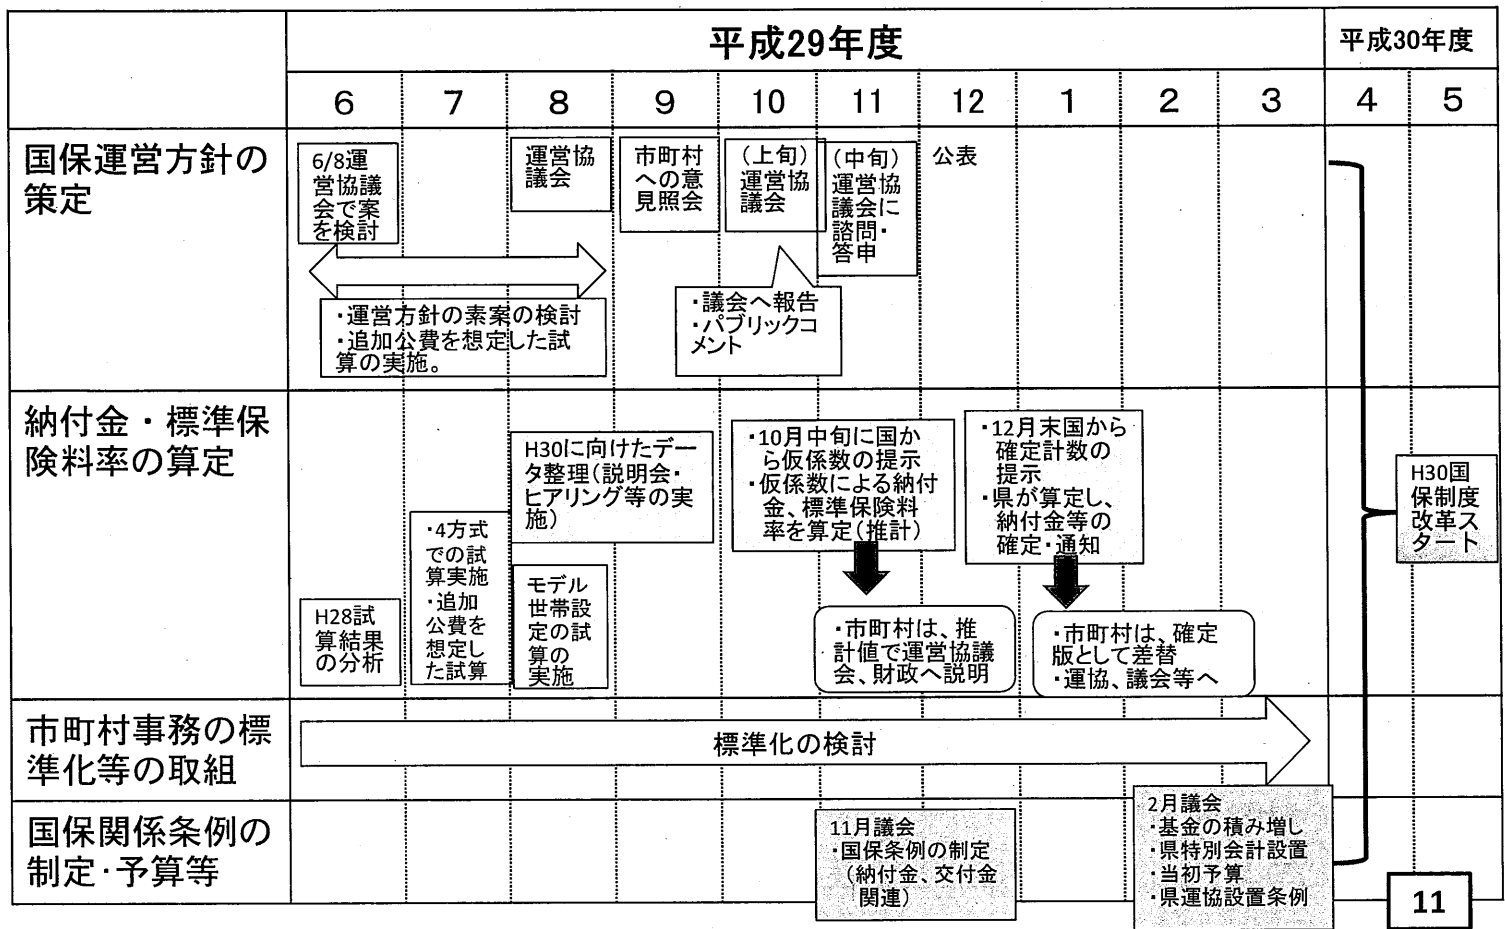 平成29年度
平成30年度
6
7
8
9
10
11
12
1
2
3
4
5
国保運営方針の
策定
6/8運
営協議
会で案
を検討
運営協
議会
市町村
への意
見照会
(上旬)
運営協
議会
(中旬)
運営協
議会に
諮問・
答申
公表
・運営方針の素案の検討
・追加公費を想定した試
算の実施。
・議会へ報告
・パブリックコ
メント
納付金・標準保
険料率の算定
H28試
算結果
の分析
・4方式
での試
算実施
・追加
公費を
想定し
た試算
H30に向けたデー
タ整理(説明会・
ヒアリング等の実
施)
モデル
世帯設
定の試
算の
実施
・10月中旬に国か
ら仮係数の提示
・仮係数による納付
金、標準保険料
率を算定(推計)
・市町村は、推
計値で運営協議
会、財政へ説明
・12月末国から
確定計数の
提示
・県が算定し、
納付金等の
確定・通知
・市町村は、確定
版として差替
・運協、議会等へ
H30国
保制度
改革ス
タート
市町村事務の標
準化等の取組
標準化の検討
国保関係条例の
制定・予算等
11月議会
・国保条例の制定
(納付金、交付金
関連)
2月議会
・基金の積み増し
・県特別会計設置
・当初予算
・県運協設置条例
11